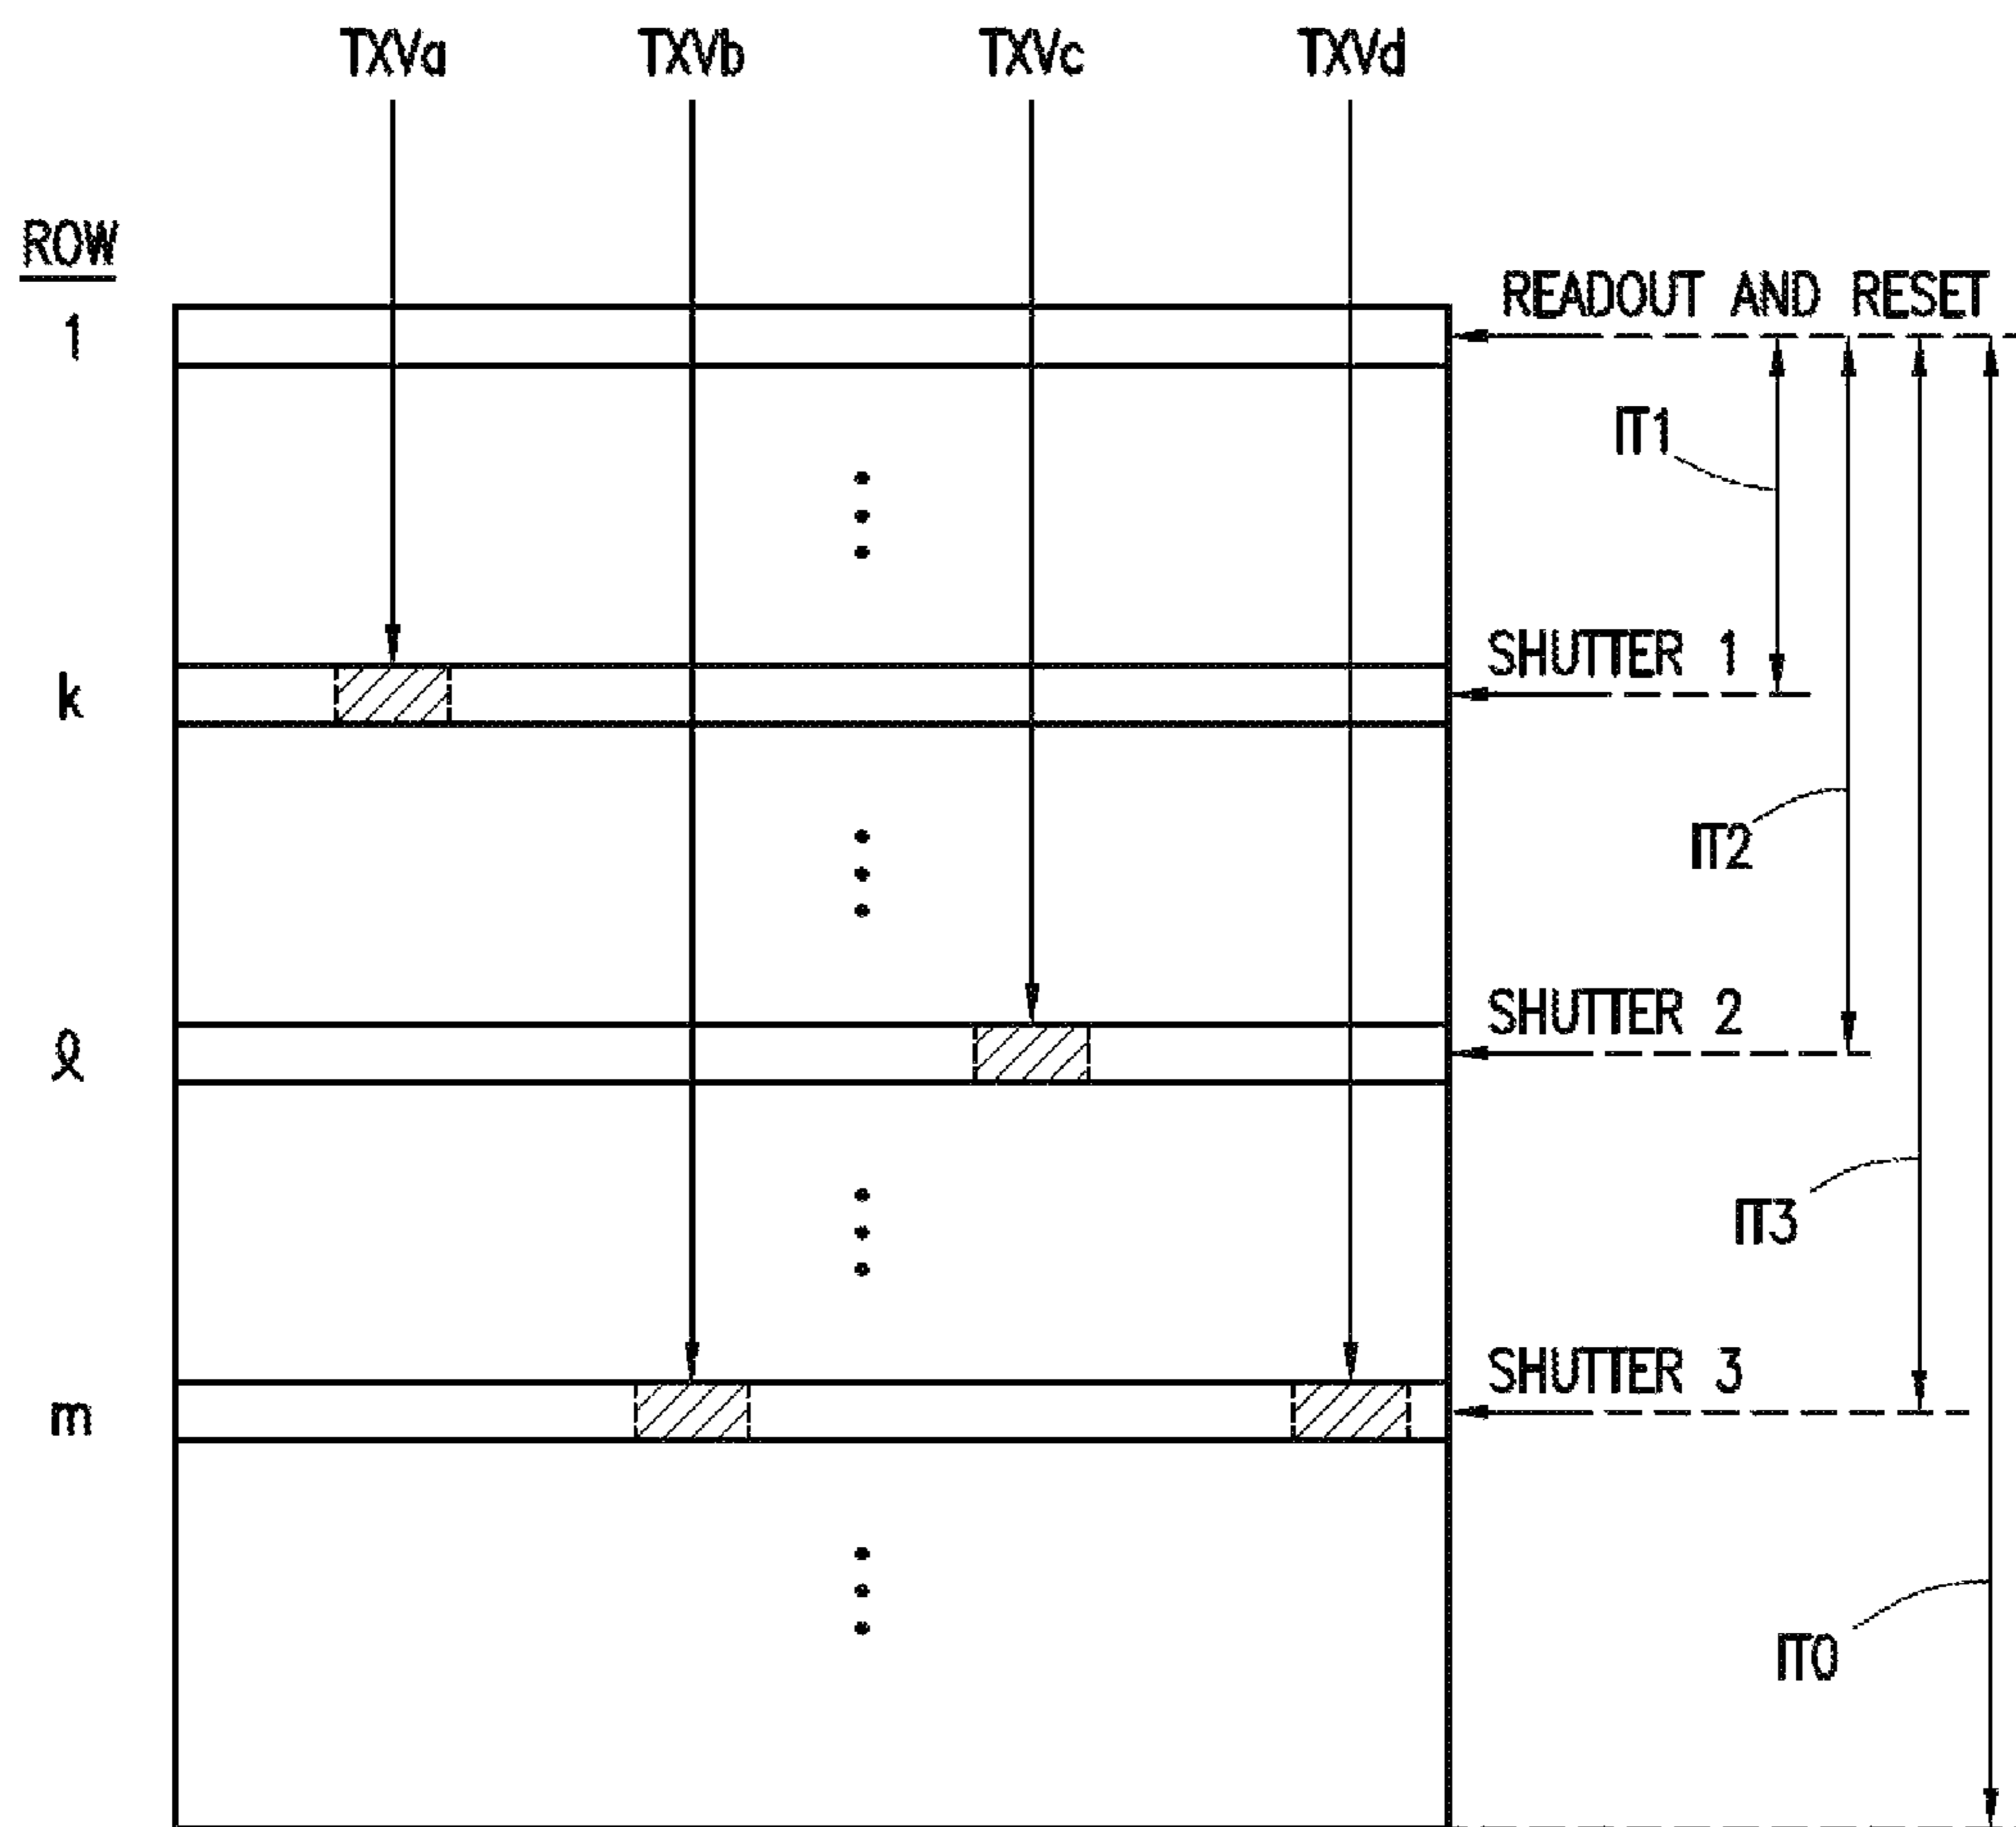 TXVa TXVb TXVc TXVd
ROW
READOUT AND RESET
1
IT1
SHUTTER 1
k
IT2
SHUTTER 2
ℓ
IT3
SHUTTER 3
m
IT0